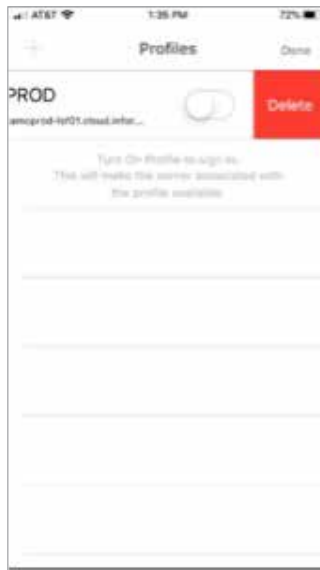 AT&T 1:35 PM 72%
+ Profiles Done
PROD
Delete
Turn On Profile to sign in.
This will make the server associated with
the profile available.